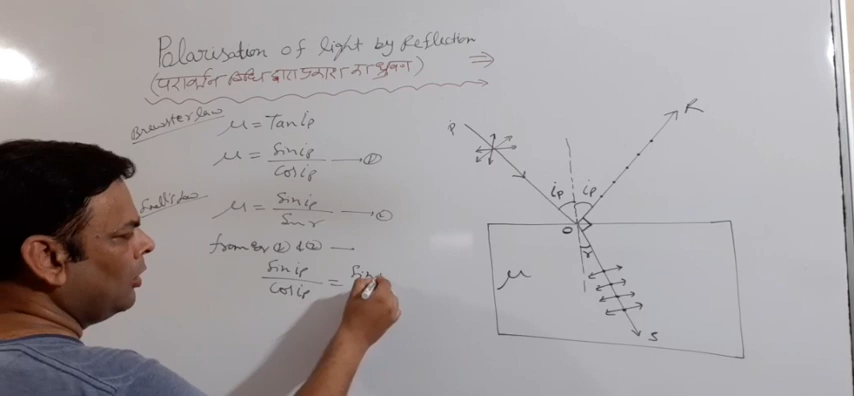 Polarisation of light by Reflection ⇒
(परावर्तन विधि द्वारा प्रकाश का ध्रुवण)
Brewster law
μ = Tan ip
μ = Sin ip / Cos ip —①
Snell's law
μ = Sin ip / Sin r —②
from eq ① & ② —
Sin ip / Cos ip = Sin
P
R
ip ip
O
r
μ
S